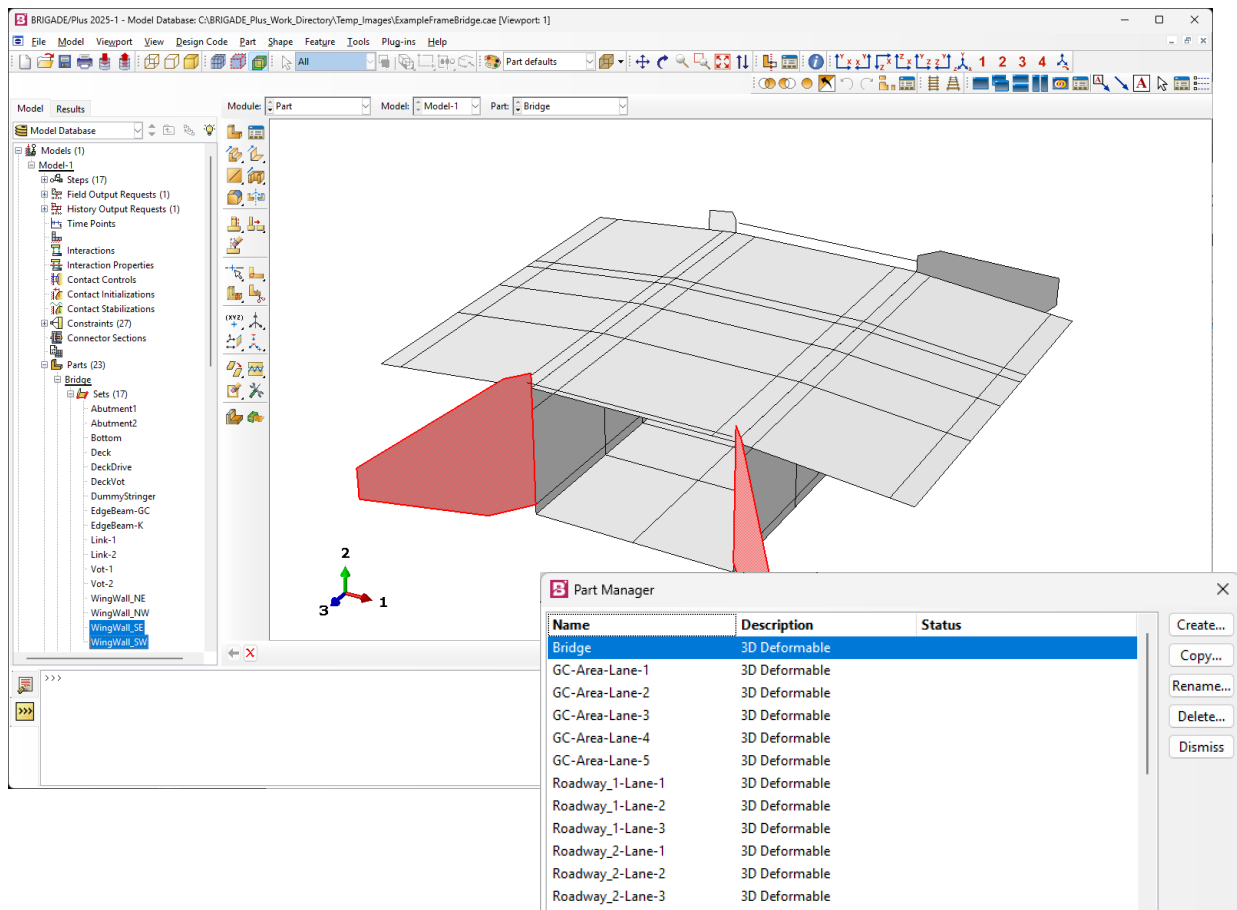 BRIGADE/Plus 2025-1 - Model Database: C:\BRIGADE_Plus_Work_Directory\Temp_Images\ExampleFrameBridge.cae [Viewport: 1]
File Model Viewport View Design Code Part Shape Feature Tools Plug-ins Help
All Part defaults 1 2 3 4
A A
Model Results
Module: Part Model: Model-1 Part: Bridge
Model Database
Models (1)
Model-1
Steps (17)
Field Output Requests (1)
History Output Requests (1)
Time Points
Interactions
Interaction Properties
Contact Controls
Contact Initializations
Contact Stabilizations
Constraints (27)
Connector Sections
Parts (23)
Bridge
Sets (17)
Abutment1
Abutment2
Bottom
Deck
DeckDrive
DeckVot
DummyStringer
EdgeBeam-GC
EdgeBeam-K
Link-1
Link-2
Vot-1
Vot-2
WingWall_NE
WingWall_NW
WingWall_SE
WingWall_SW
(XYZ)
2
3
1
>>>
>>>
Part Manager
Name Description Status
Bridge 3D Deformable
GC-Area-Lane-1 3D Deformable
GC-Area-Lane-2 3D Deformable
GC-Area-Lane-3 3D Deformable
GC-Area-Lane-4 3D Deformable
GC-Area-Lane-5 3D Deformable
Roadway_1-Lane-1 3D Deformable
Roadway_1-Lane-2 3D Deformable
Roadway_1-Lane-3 3D Deformable
Roadway_2-Lane-1 3D Deformable
Roadway_2-Lane-2 3D Deformable
Roadway_2-Lane-3 3D Deformable
Create...
Copy...
Rename...
Delete...
Dismiss